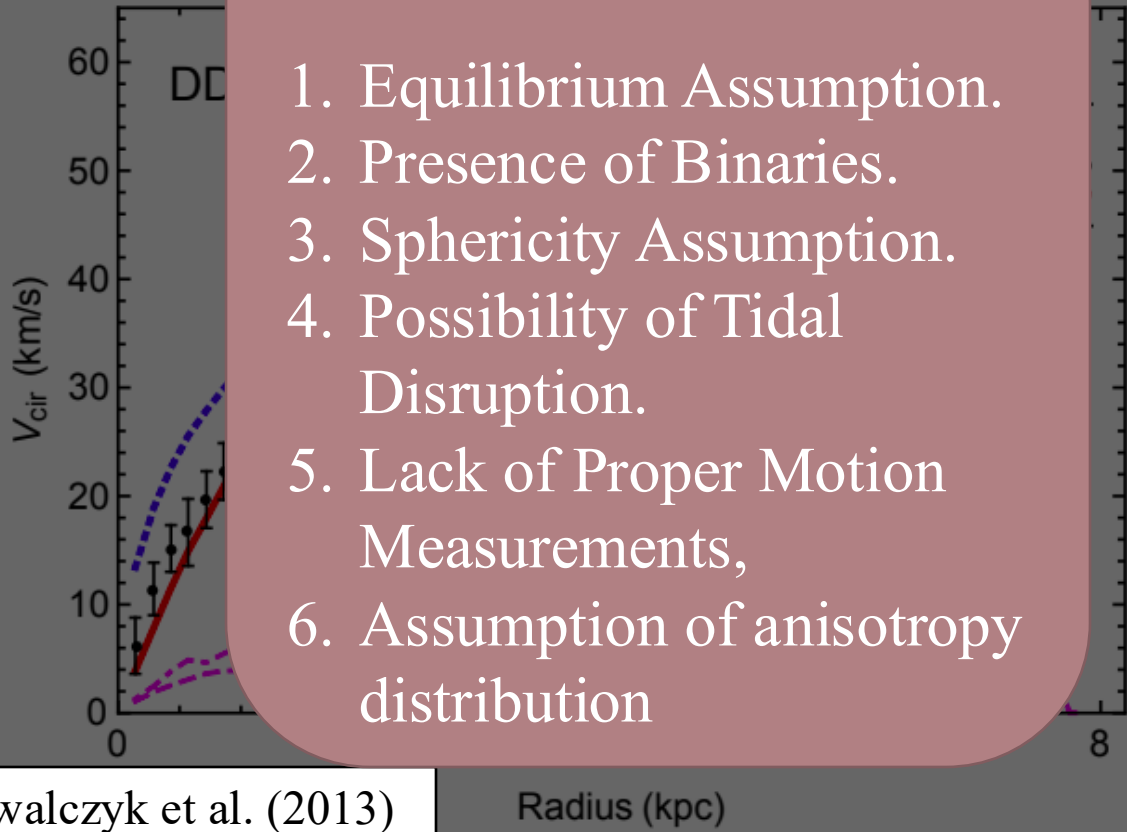 60
DD
50
40
30
20
10
0
V_cir (km/s)
0
8
Radius (kpc)
1. Equilibrium Assumption.
2. Presence of Binaries.
3. Sphericity Assumption.
4. Possibility of Tidal
Disruption.
5. Lack of Proper Motion
Measurements,
6. Assumption of anisotropy
distribution
walczyk et al. (2013)